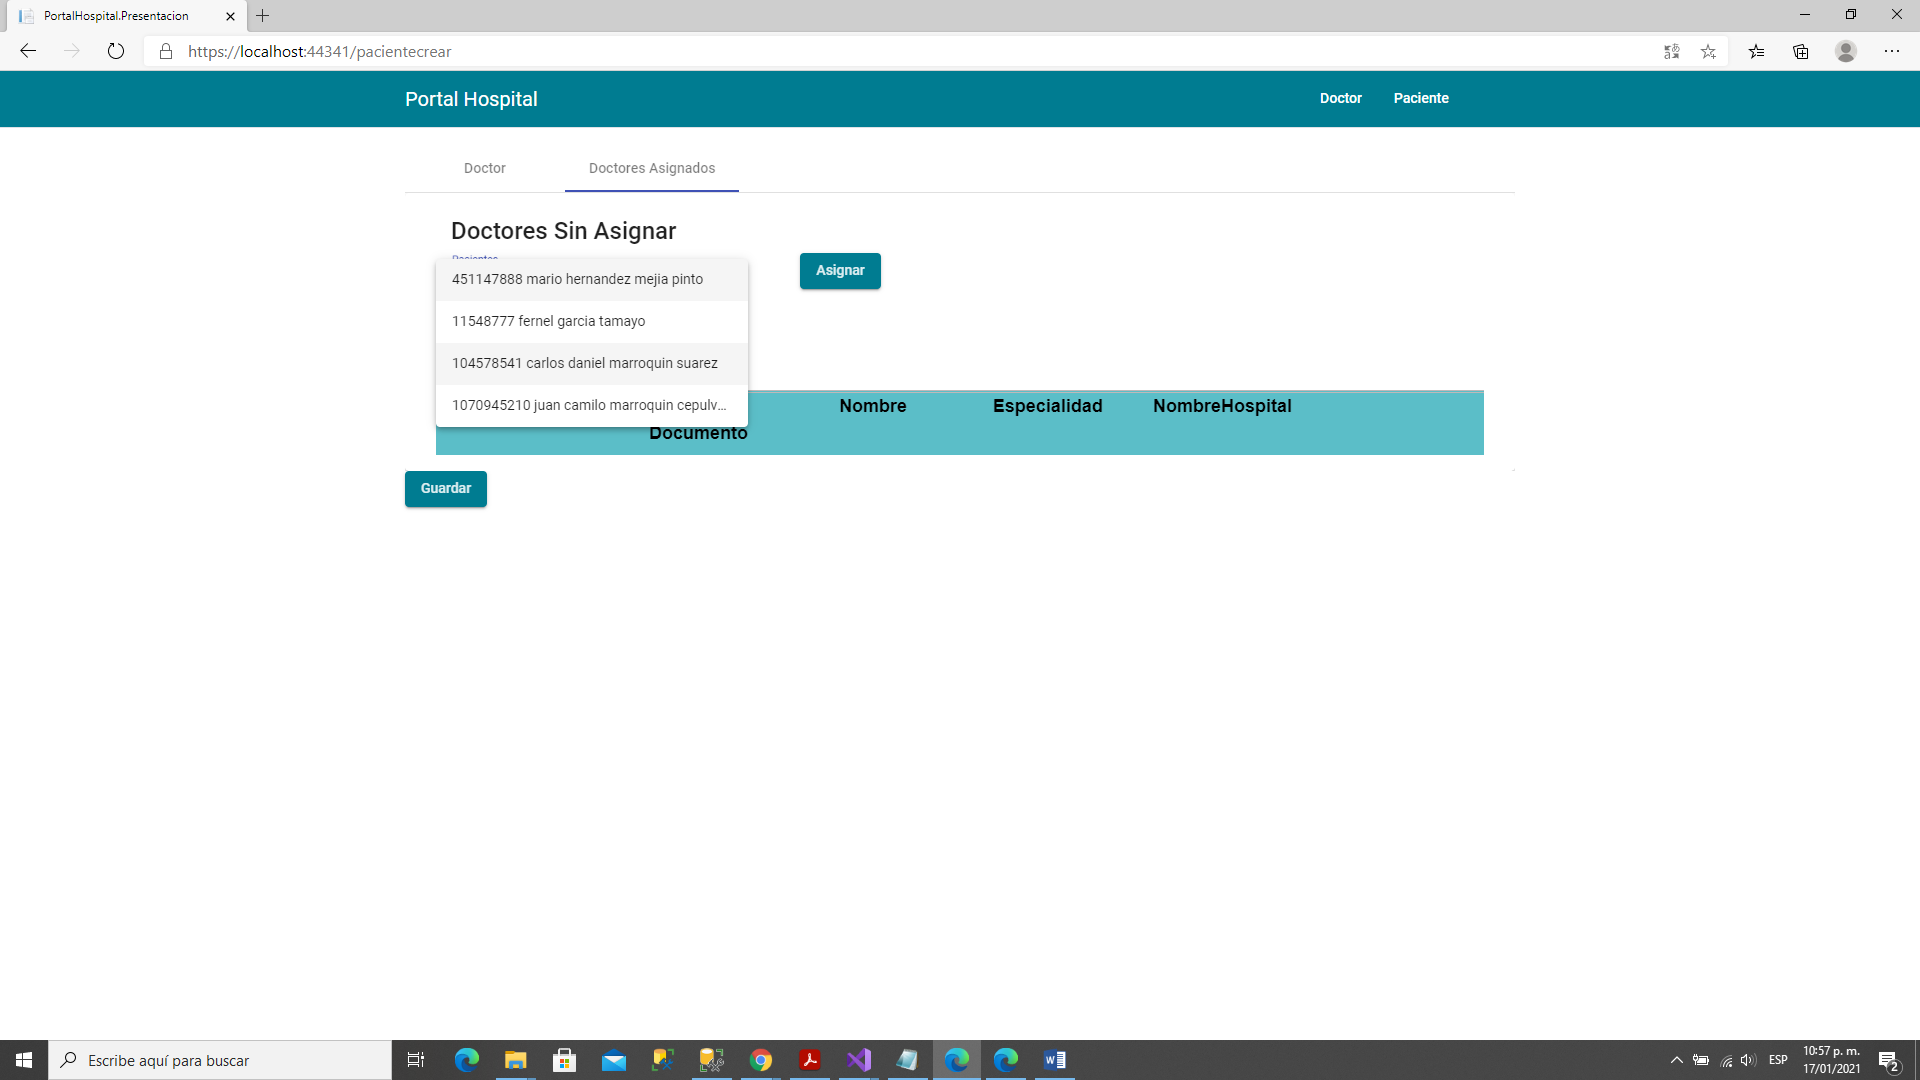 PortalHospital.Presentacion
https://localhost:44341/pacientecrear
Portal Hospital
Doctor Paciente
Doctor Doctores Asignados
Doctores Sin Asignar
Asignar
451147888 mario hernandez mejia pinto
11548777 fernel garcia tamayo
104578541 carlos daniel marroquin suarez
1070945210 juan camilo marroquin cepulv...
Nombre Especialidad NombreHospital
Documento
Guardar
Escribe aquí para buscar
ESP
10:57 p. m.
17/01/2021
2